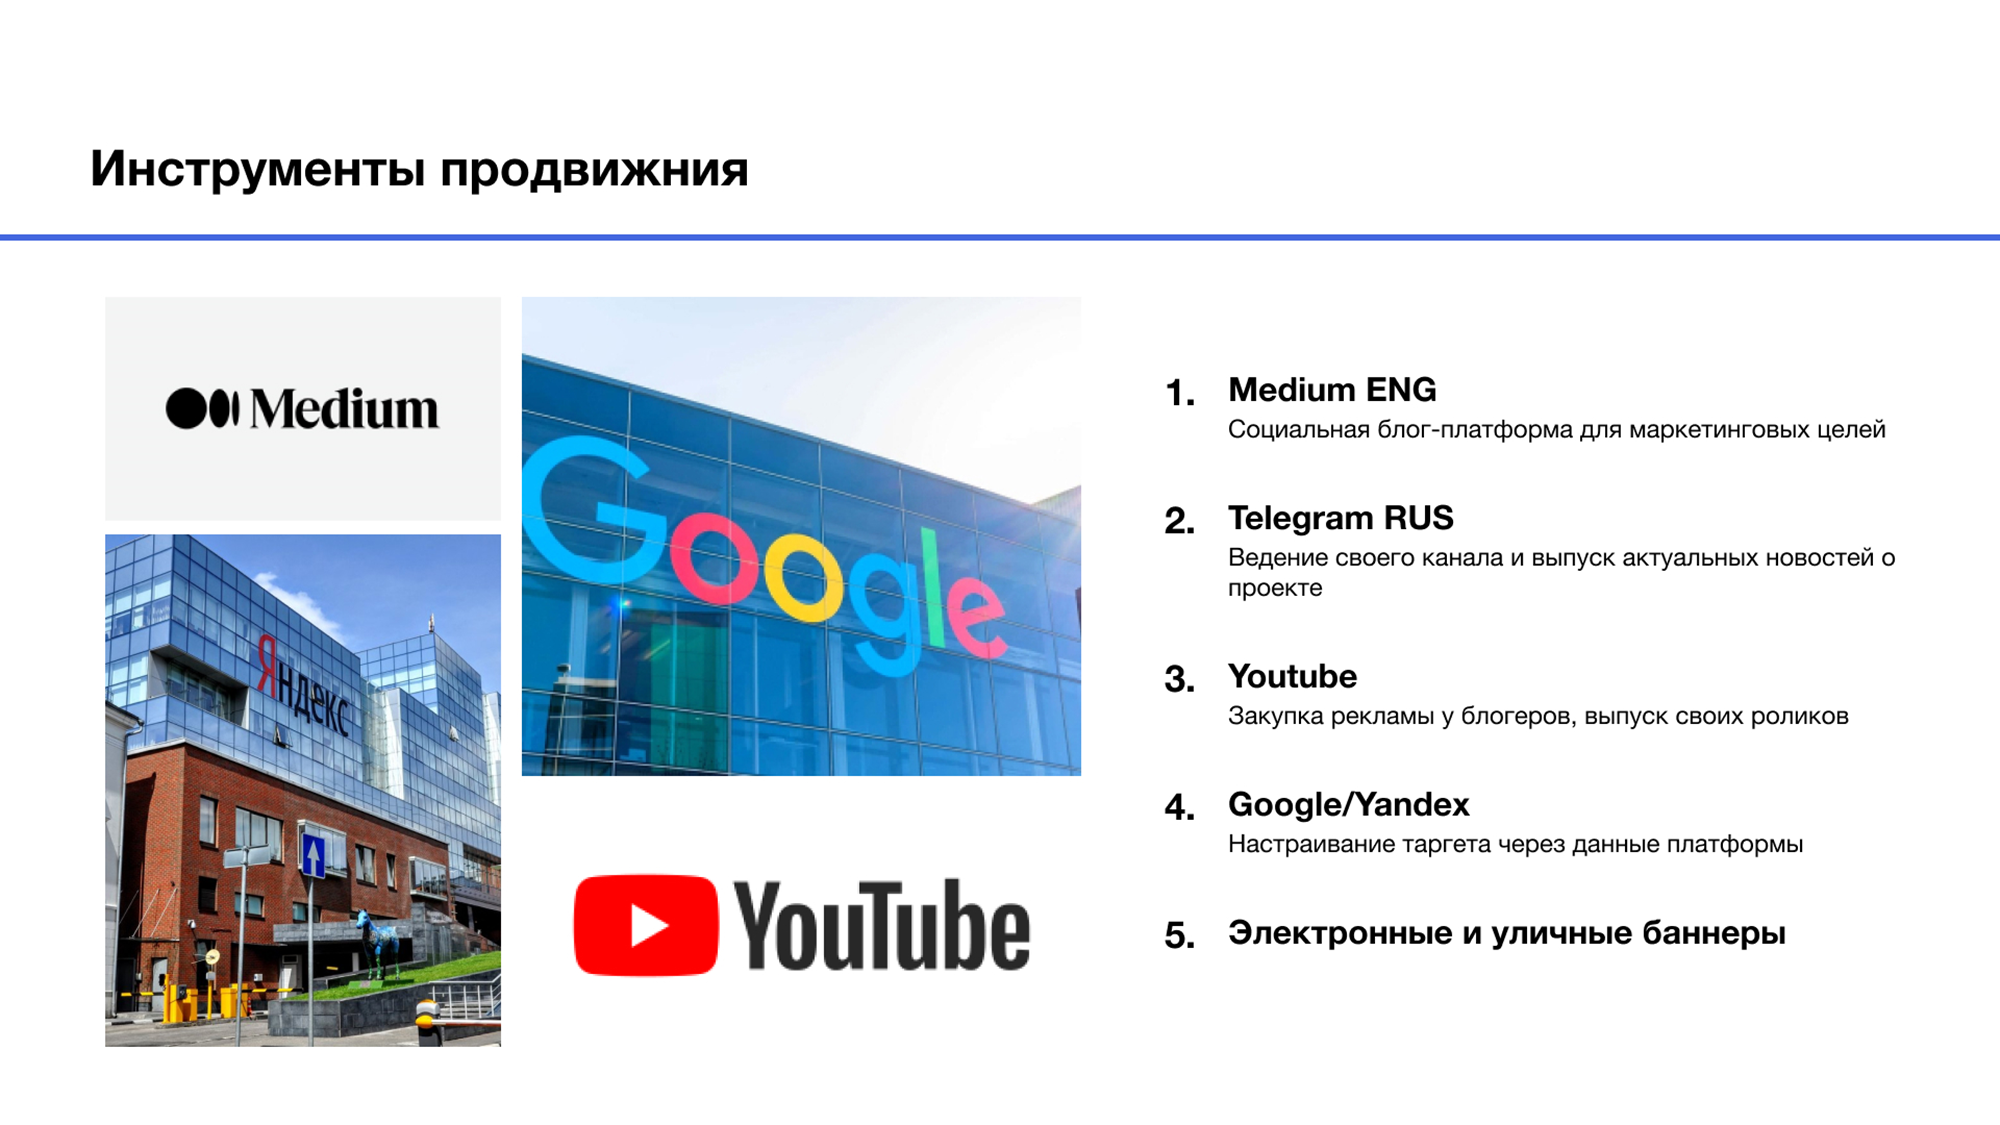 Инструменты продвижния
Medium
Google
Яндекс
YouTube
1. Medium ENG
Социальная блог-платформа для маркетинговых целей
2. Telegram RUS
Ведение своего канала и выпуск актуальных новостей о
проекте
3. Youtube
Закупка рекламы у блогеров, выпуск своих роликов
4. Google/Yandex
Настраивание таргета через данные платформы
5. Электронные и уличные баннеры